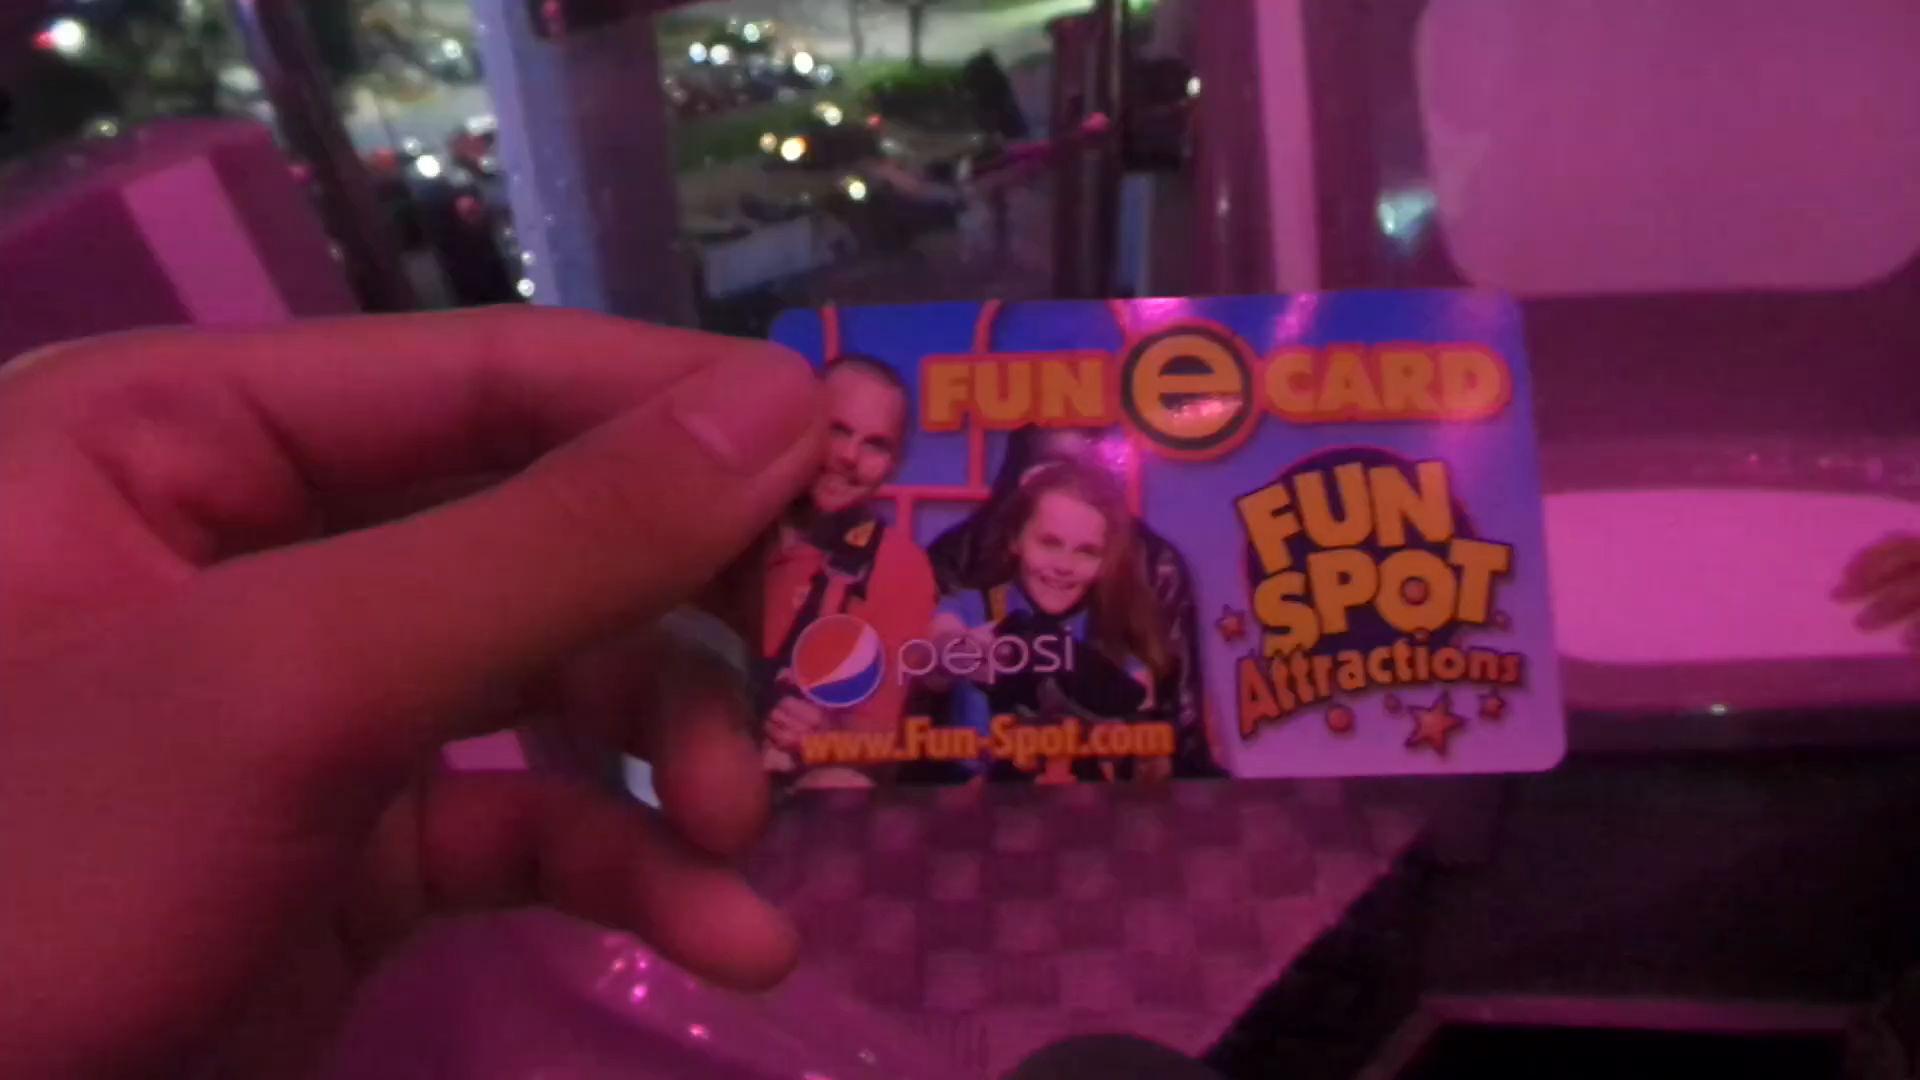 FUN e CARD
FUN
SPOT
Attractions
pepsi
www.Fun-Spot.com